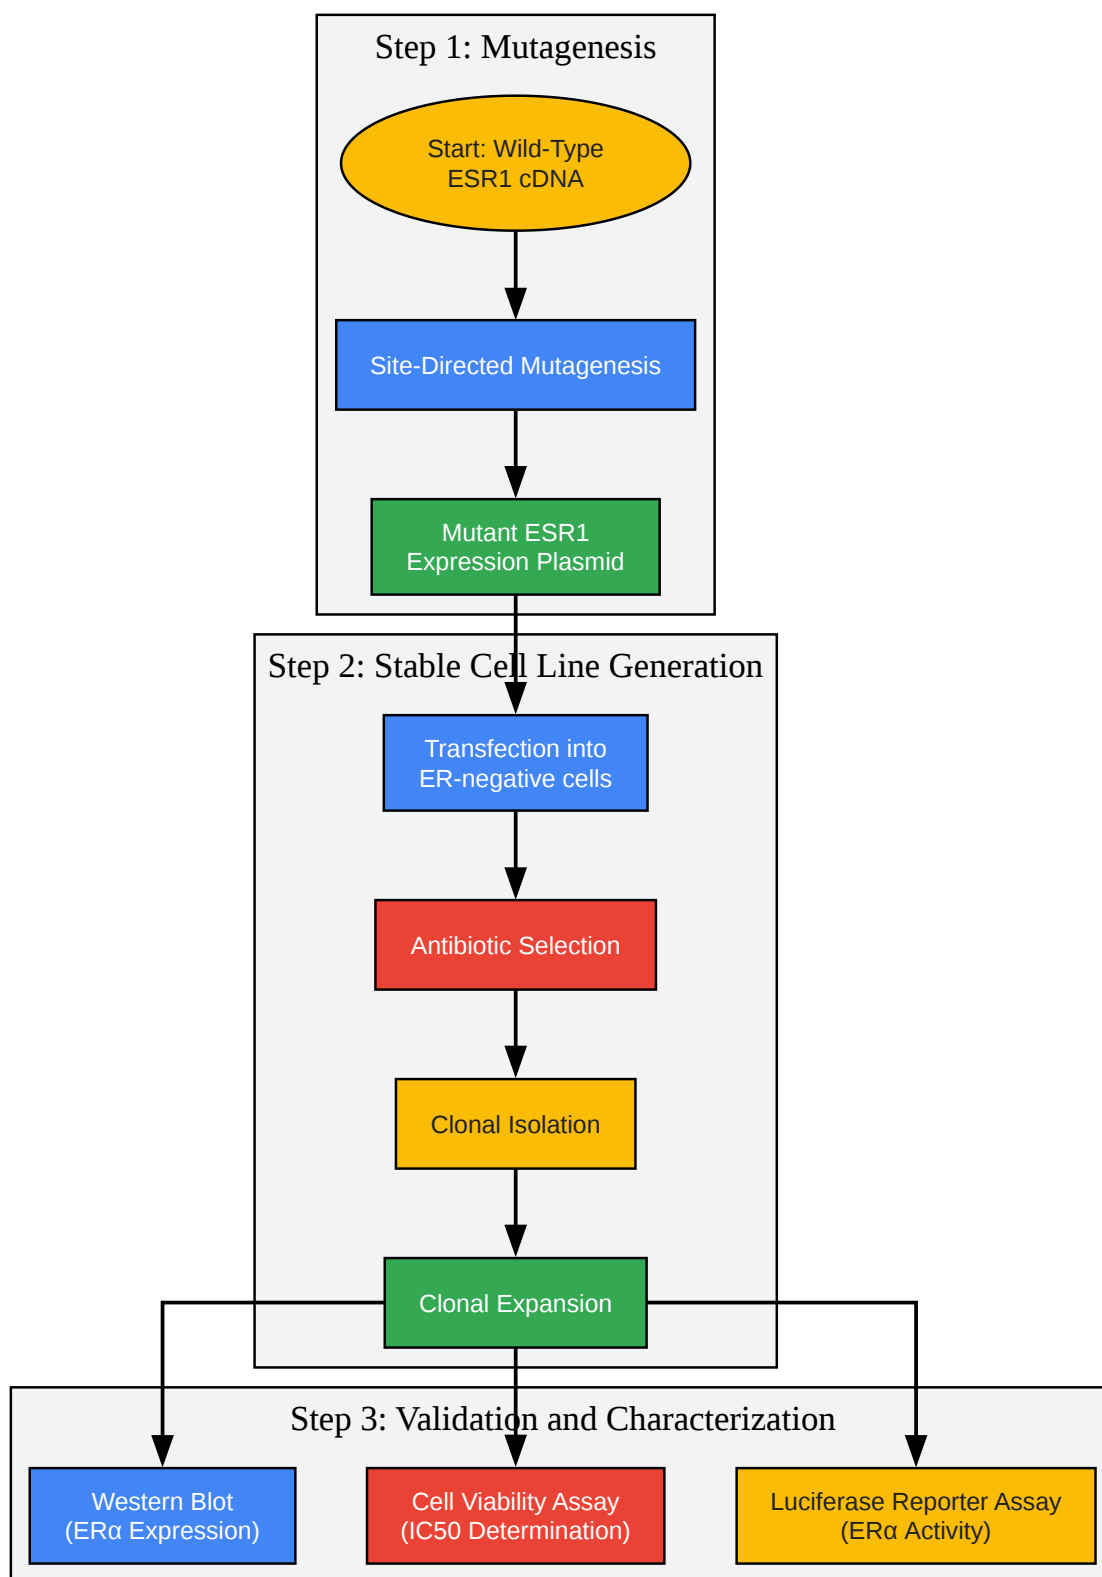 Step 1: Mutagenesis
Start: Wild-Type
ESR1 cDNA
Site-Directed Mutagenesis
Mutant ESR1
Expression Plasmid
Step 2: Stable Cell Line Generation
Transfection into
ER-negative cells
Antibiotic Selection
Clonal Isolation
Clonal Expansion
Step 3: Validation and Characterization
Western Blot
(ERα Expression)
Cell Viability Assay
(IC50 Determination)
Luciferase Reporter Assay
(ERα Activity)